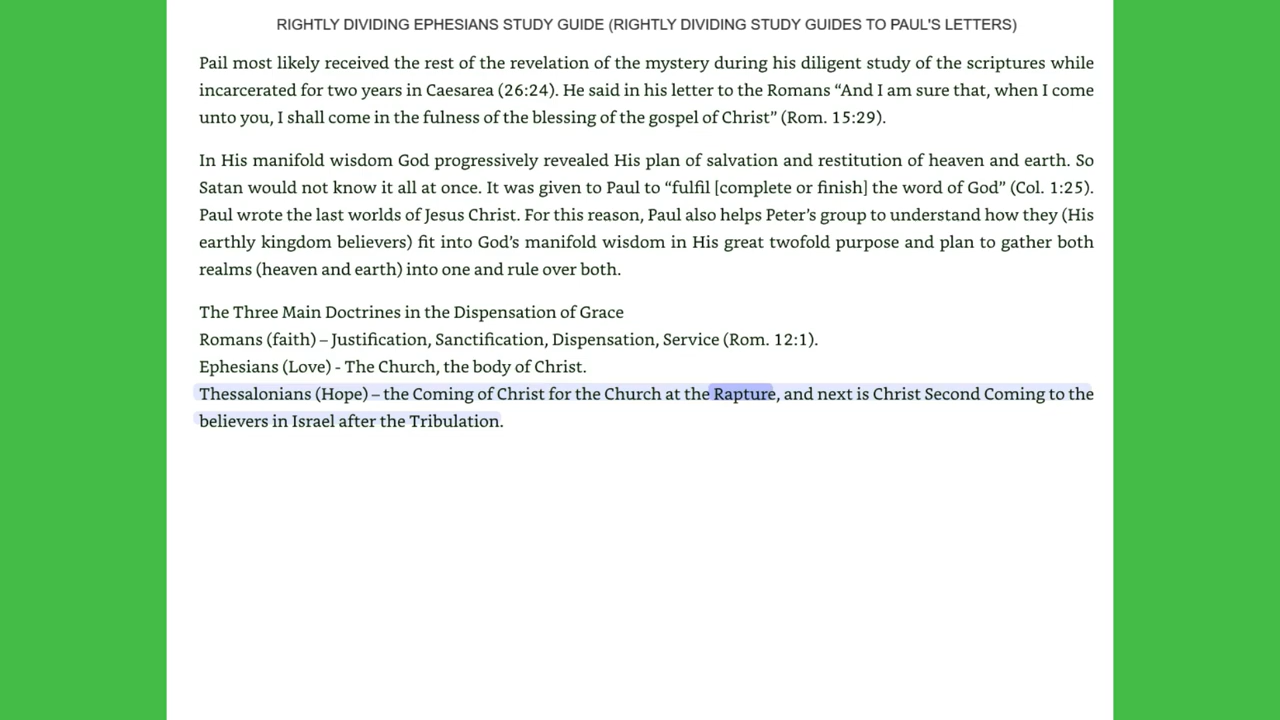 RIGHTLY DIVIDING EPHESIANS STUDY GUIDE (RIGHTLY DIVIDING STUDY GUIDES TO PAUL'S LETTERS)
Pail most likely received the rest of the revelation of the mystery during his diligent study of the scriptures while
incarcerated for two years in Caesarea (26:24). He said in his letter to the Romans “And I am sure that, when I come
unto you, I shall come in the fulness of the blessing of the gospel of Christ” (Rom. 15:29).
In His manifold wisdom God progressively revealed His plan of salvation and restitution of heaven and earth. So
Satan would not know it all at once. It was given to Paul to “fulfil [complete or finish] the word of God” (Col. 1:25).
Paul wrote the last worlds of Jesus Christ. For this reason, Paul also helps Peter’s group to understand how they (His
earthly kingdom believers) fit into God’s manifold wisdom in His great twofold purpose and plan to gather both
realms (heaven and earth) into one and rule over both.
The Three Main Doctrines in the Dispensation of Grace
Romans (faith) – Justification, Sanctification, Dispensation, Service (Rom. 12:1).
Ephesians (Love) - The Church, the body of Christ.
Thessalonians (Hope) – the Coming of Christ for the Church at the Rapture, and next is Christ Second Coming to the
believers in Israel after the Tribulation.